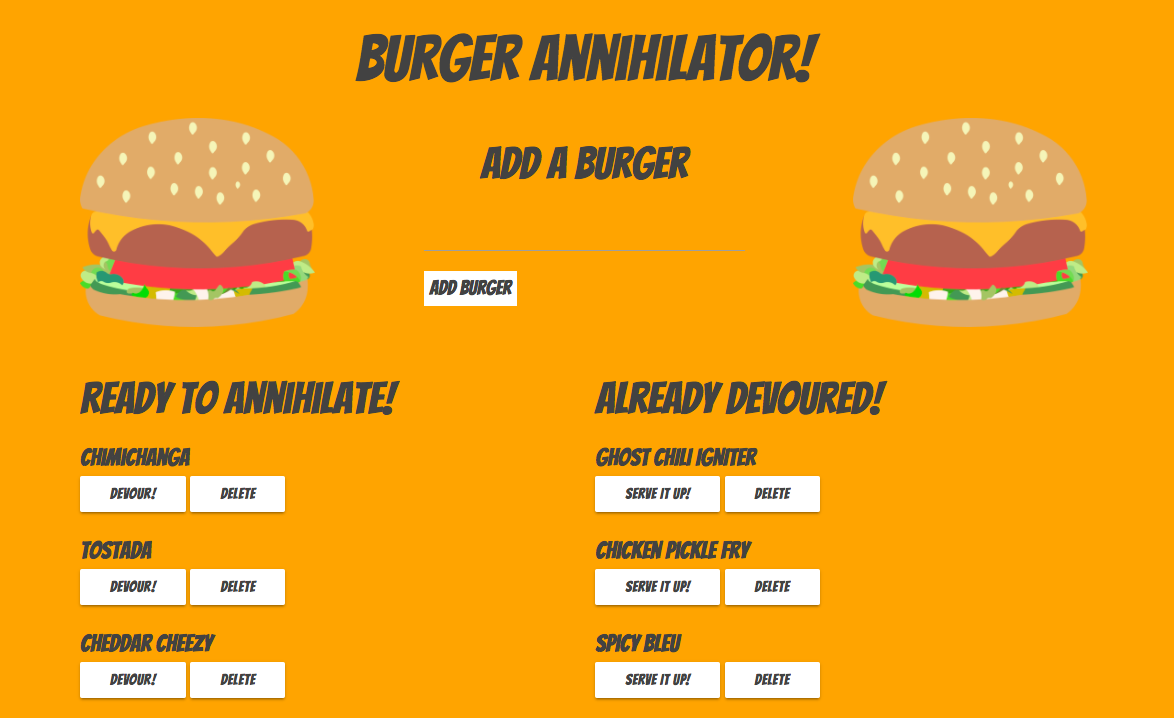 BURGER ANNIHILATOR!
ADD A BURGER
ADD BURGER
READY TO ANNIHILATE!
CHIMICHANGA
DEVOUR! DELETE
TOSTADA
DEVOUR! DELETE
CHEDDAR CHEEZY
DEVOUR! DELETE
ALREADY DEVOURED!
GHOST CHILI IGNITER
SERVE IT UP! DELETE
CHICKEN PICKLE FRY
SERVE IT UP! DELETE
SPICY BLEU
SERVE IT UP! DELETE